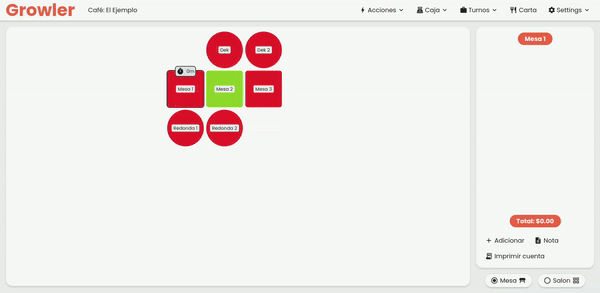 Growler Café: El Ejemplo Acciones Caja Turnos Carta Settings
Dek Dek 2
0m
Mesa 1 Mesa 2 Mesa 3
Redonda 1 Redonda 2
Mesa 1
Total: $0.00
+ Adicionar Nota
Imprimir cuenta
Mesa Salon